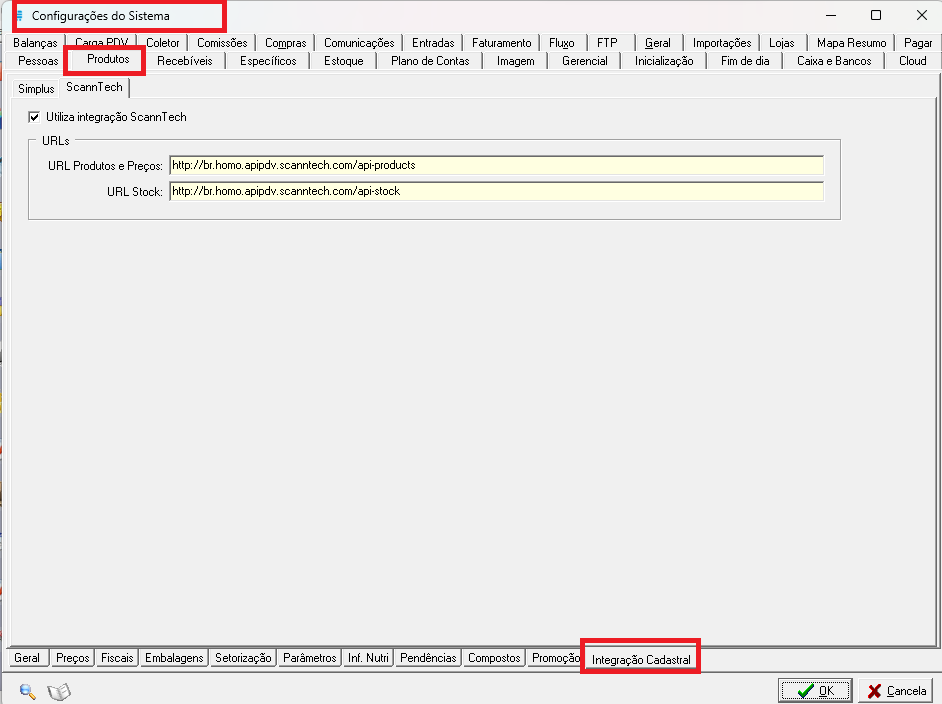 Configurações do Sistema
Balanças Carga PDV Coletor Comissões Compras Comunicações Entradas Faturamento Fluxo FTP Geral Importações Lojas Mapa Resumo Pagar
Pessoas Produtos Recebíveis Específicos Estoque Plano de Contas Imagem Gerencial Inicialização Fim de dia Caixa e Bancos Cloud
Simplus ScannTech
Utiliza integração ScannTech
URLs
URL Produtos e Preços: http://br.homo.apipdv.scanntech.com/api-products
URL Stock: http://br.homo.apipdv.scanntech.com/api-stock
Geral Preços Fiscais Embalagens Setorização Parâmetros Inf. Nutri Pendências Compostos Promoção Integração Cadastral
OK Cancela